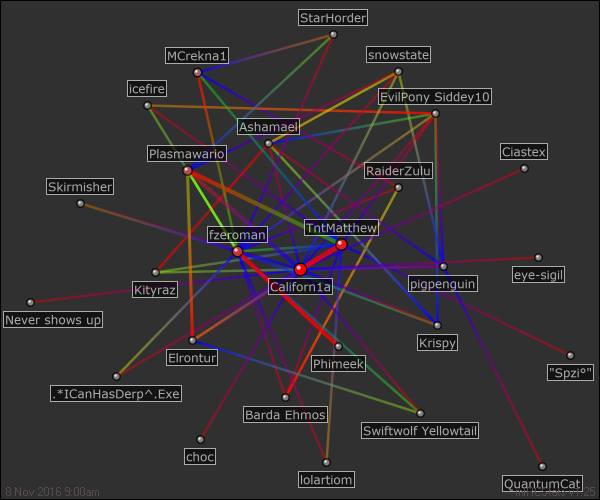 StarHorder
MCrekna1
snowstate
icefire
EvilPony Siddey10
Ashamael
Plasmawario
Ciastex
RaiderZulu
Skirmisher
TntMatthew
fzeroman
Kityraz
Californ1a
pigpenguin
eye-sigil
Never shows up
Krispy
Elrontur
Phimeek
"Spzi°"
.*ICanHasDerp^.Exe
Barda Ehmos
Swiftwolf Yellowtail
choc
lolartiom
QuantumCat
8 Nov 2016 9:00am